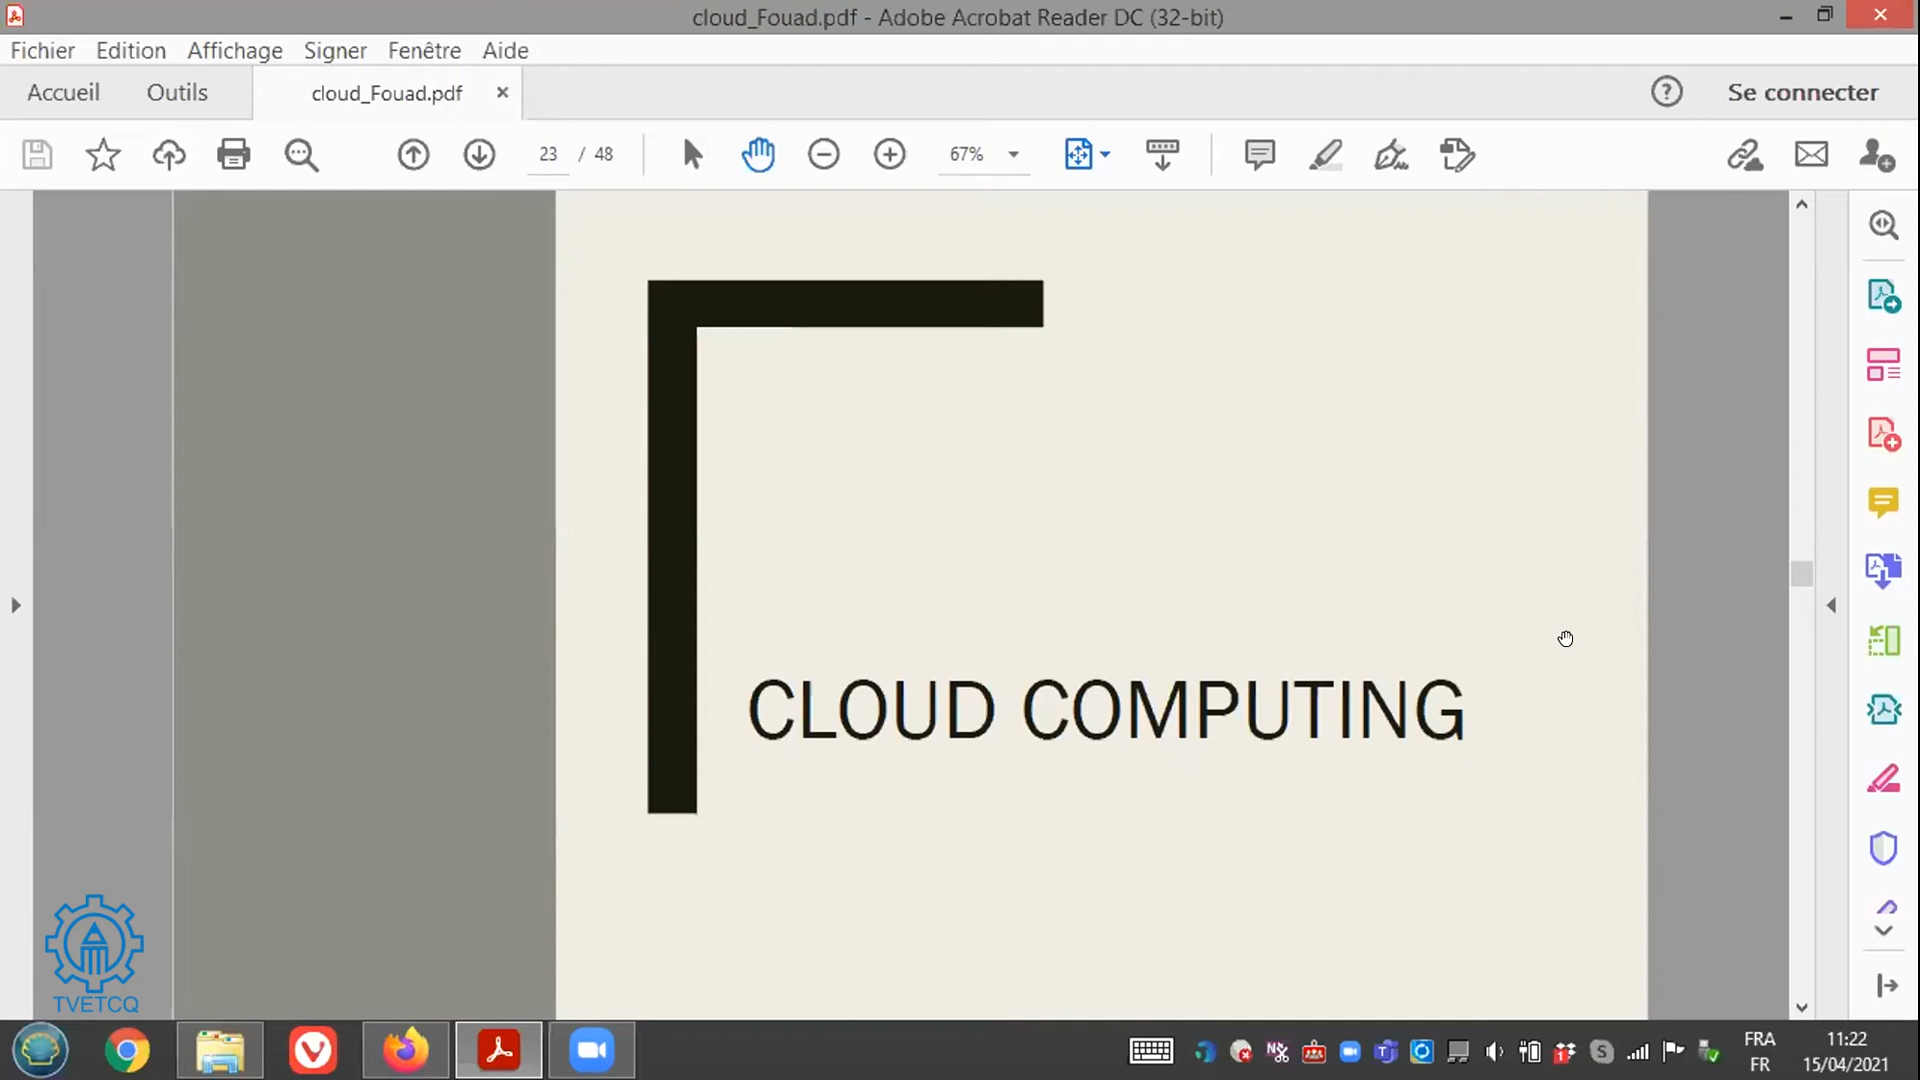 cloud_Fouad.pdf - Adobe Acrobat Reader DC (32-bit)
Fichier Edition Affichage Signer Fenêtre Aide
Accueil Outils cloud_Fouad.pdf × ? Se connecter
23 / 48 67%
CLOUD COMPUTING
TVETCQ
FRA 11:22
FR 15/04/2021